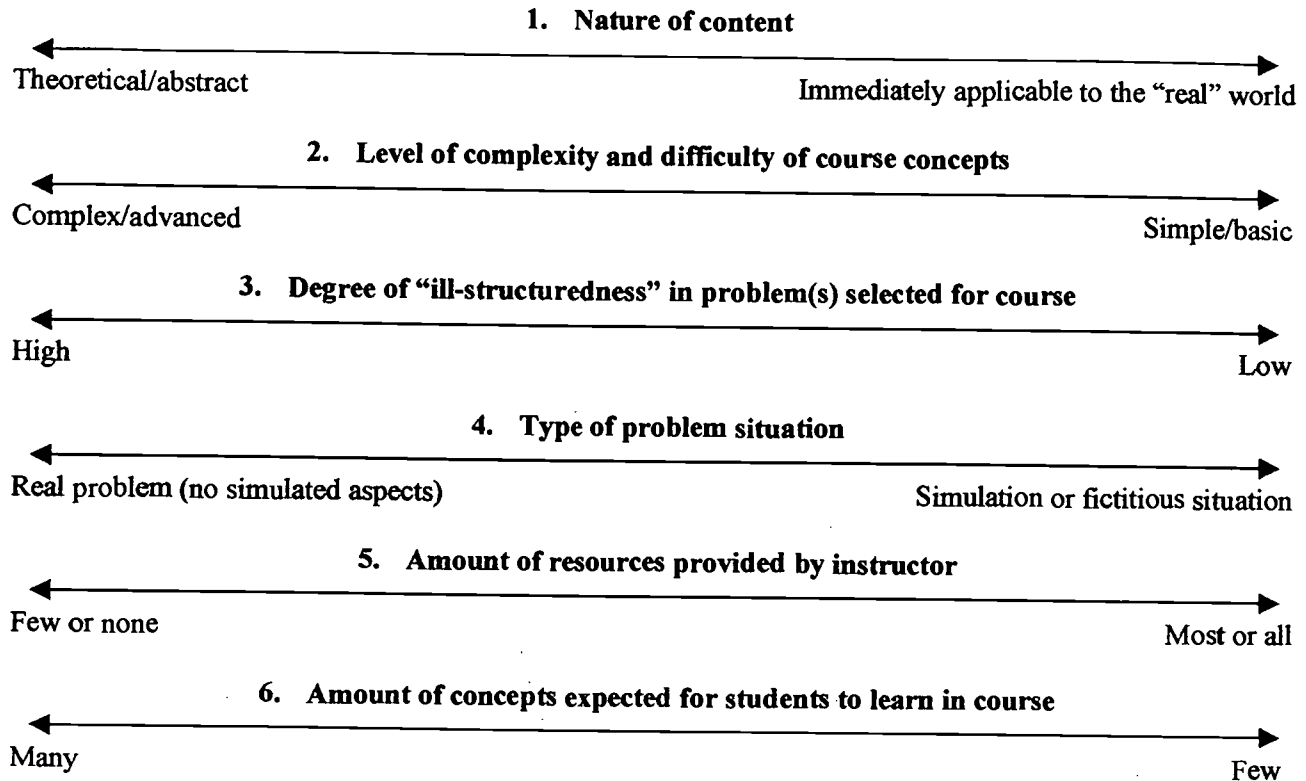 1. Nature of content
Theoretical/abstract
Immediately applicable to the “real” world
2. Level of complexity and difficulty of course concepts
Complex/advanced
Simple/basic
3. Degree of “ill-structuredness” in problem(s) selected for course
High
Low
4. Type of problem situation
Real problem (no simulated aspects)
Simulation or fictitious situation
5. Amount of resources provided by instructor
Few or none
Most or all
6. Amount of concepts expected for students to learn in course
Many
Few